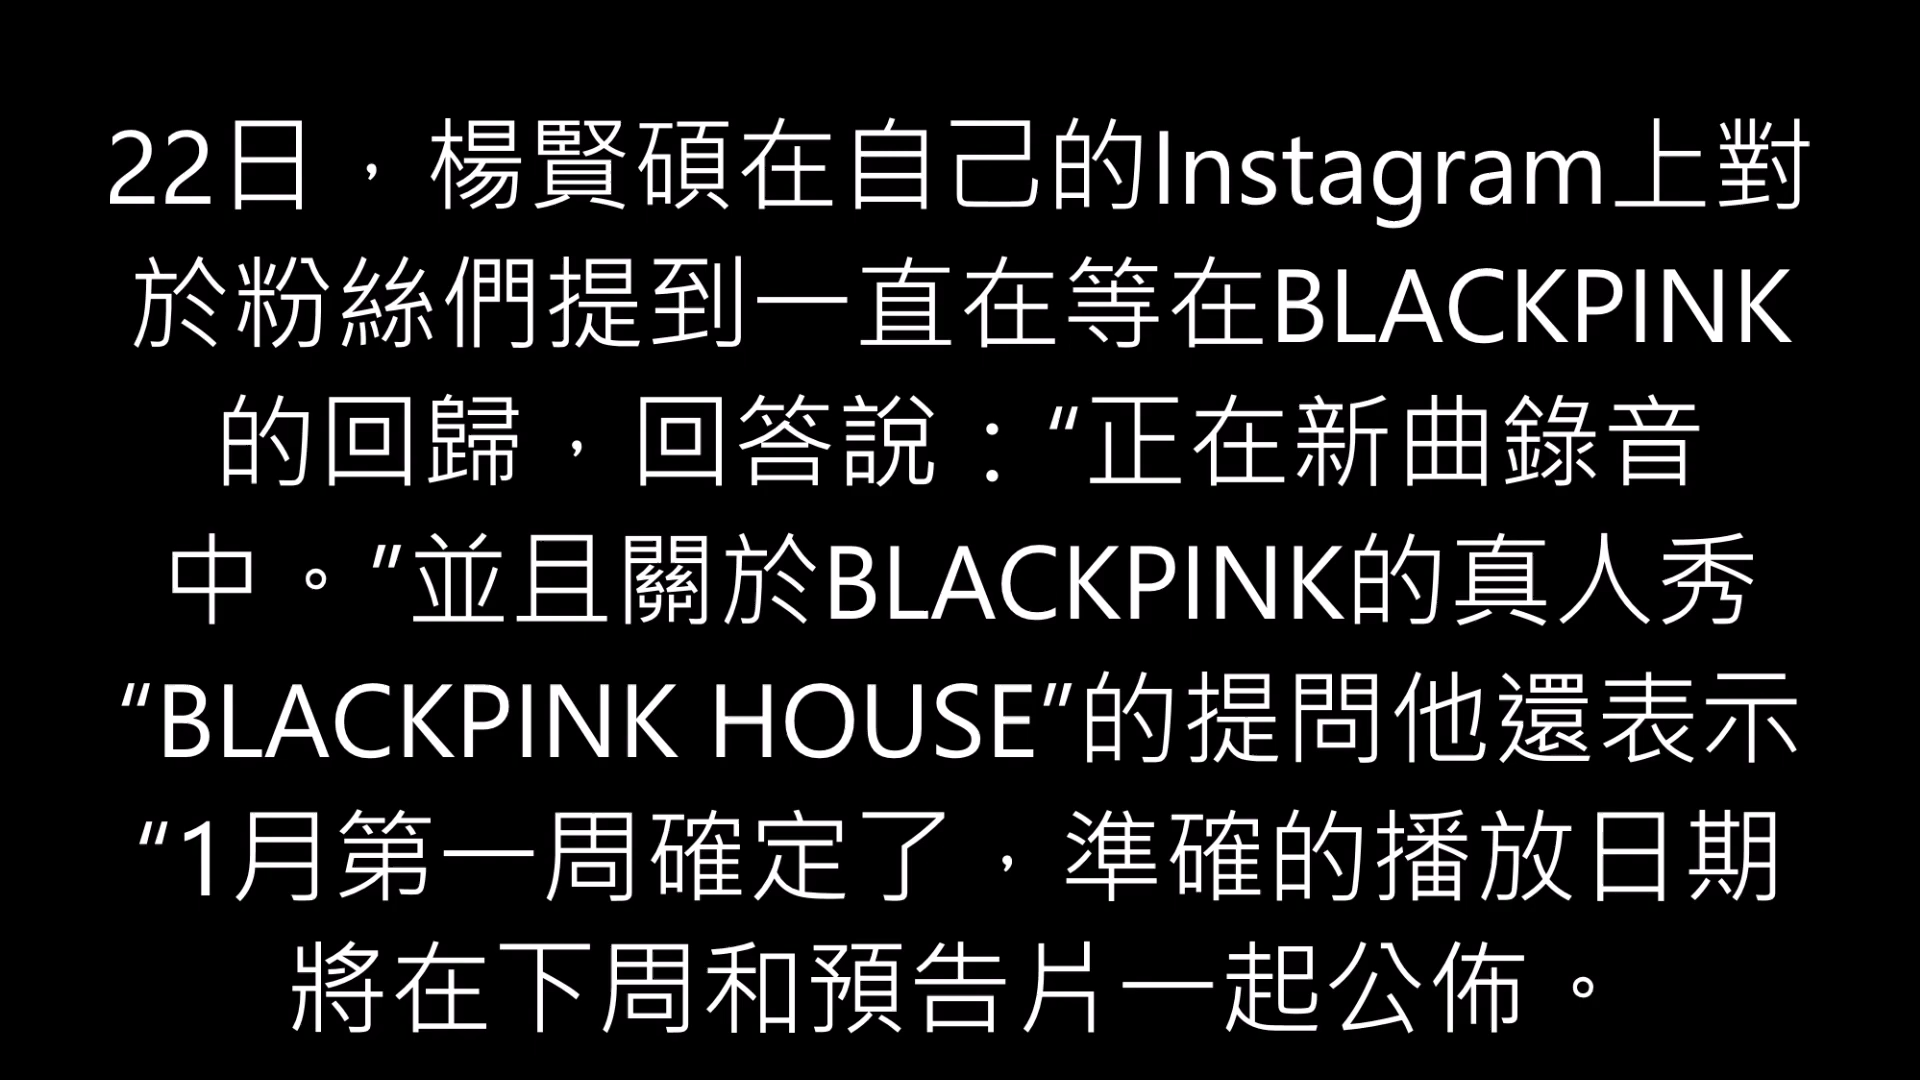 22日，楊賢碩在自己的Instagram上對
於粉絲們提到一直在等在BLACKPINK
的回歸，回答說：“正在新曲錄音
中。”並且關於BLACKPINK的真人秀
“BLACKPINK HOUSE”的提問他還表示
“1月第一周確定了，準確的播放日期
將在下周和預告片一起公佈。